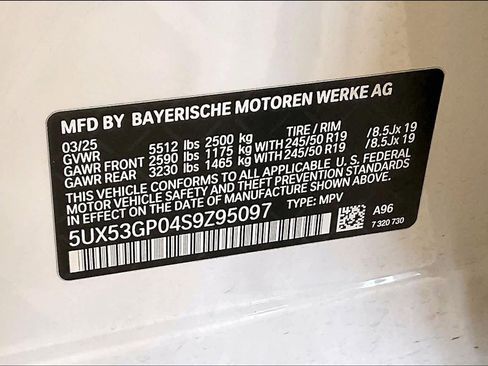 MFD BY BAYERISCHE MOTOREN WERKE AG
03/25 TIRE / RIM
GVWR 5512 lbs 2500 kg
GAWR FRONT 2590 lbs 1175 kg WITH 245/50 R19 /8.5Jx 19
GAWR REAR 3230 lbs 1465 kg WITH 245/50 R19 /8.5Jx 19
THIS VEHICLE CONFORMS TO ALL APPLICABLE U. S. FEDERAL
MOTOR VEHICLE SAFETY AND THEFT PREVENTION STANDARDS
IN EFFECT ON THE DATE OF MANUFACTURE SHOWN ABOVE.
5UX53GP04S9Z95097 TYPE: MPV
A96
7 320 730